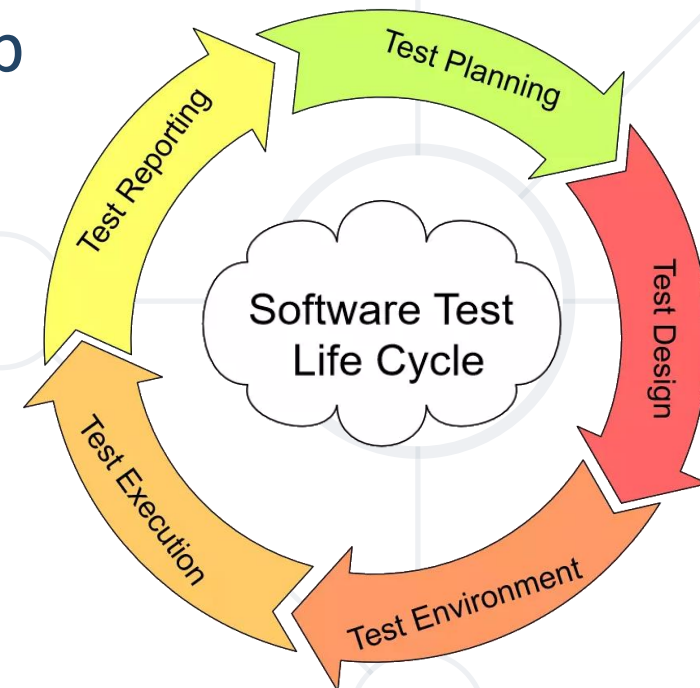 Test Planning
Test Design
Test Environment
Test Execution
Test Reporting
Software Test
Life Cycle